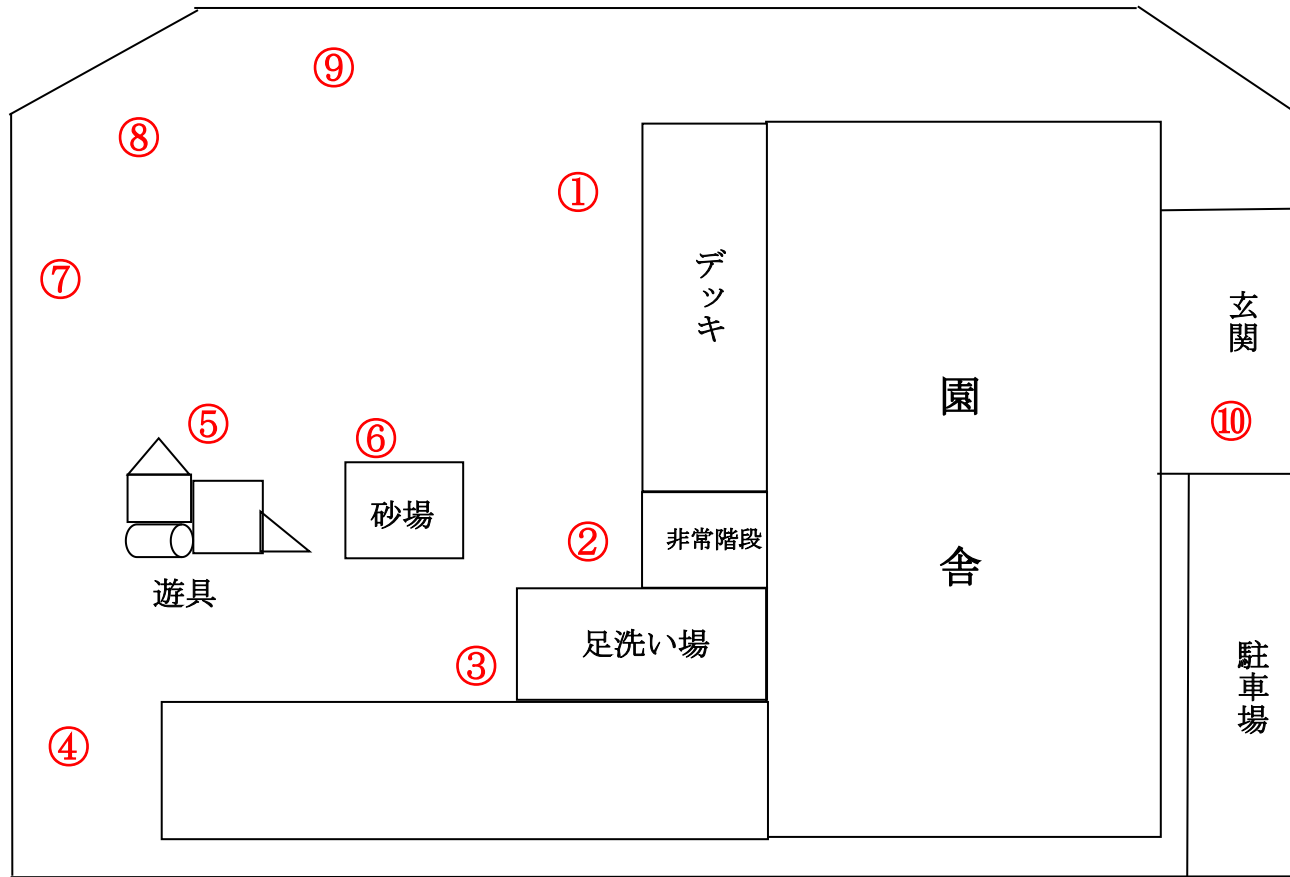 ⑨
⑧
①
⑦
デッキ
玄関
園舎
⑩
⑤
⑥
砂場
②
非常階段
遊具
足洗い場
③
駐車場
④